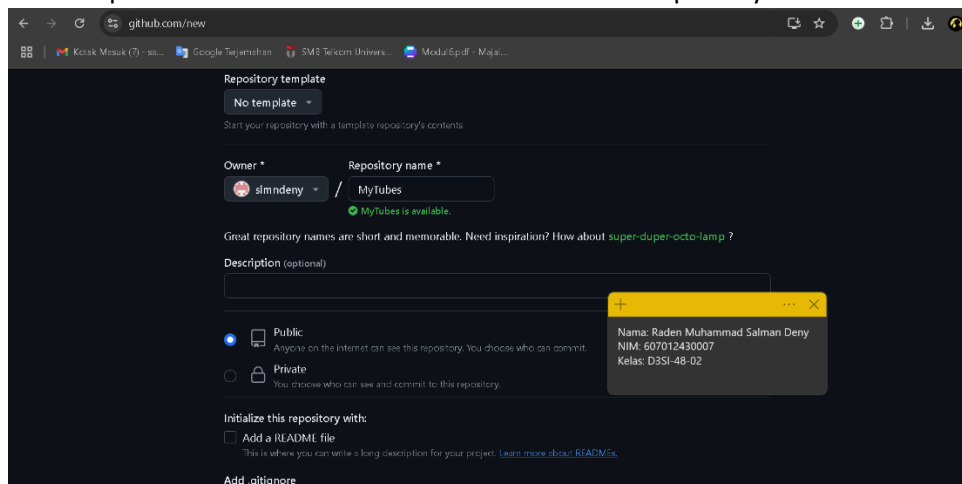 github.com/new
Kotak Masuk (7) - sa... Google Terjemahan SMB Telkom Univers... Modul 6.pdf - Majal...
Repository template
No template
Start your repository with a template repository's contents.
Owner * Repository name *
slmndeny / MyTubes
MyTubes is available.
Great repository names are short and memorable. Need inspiration? How about super-duper-octo-lamp ?
Description (optional)
Public
Anyone on the internet can see this repository. You choose who can commit.
Private
You choose who can see and commit to this repository.
Nama: Raden Muhammad Salman Deny
NIM: 607012430007
Kelas: D3SI-48-02
Initialize this repository with:
Add a README file
This is where you can write a long description for your project. Learn more about READMEs.
Add .gitignore